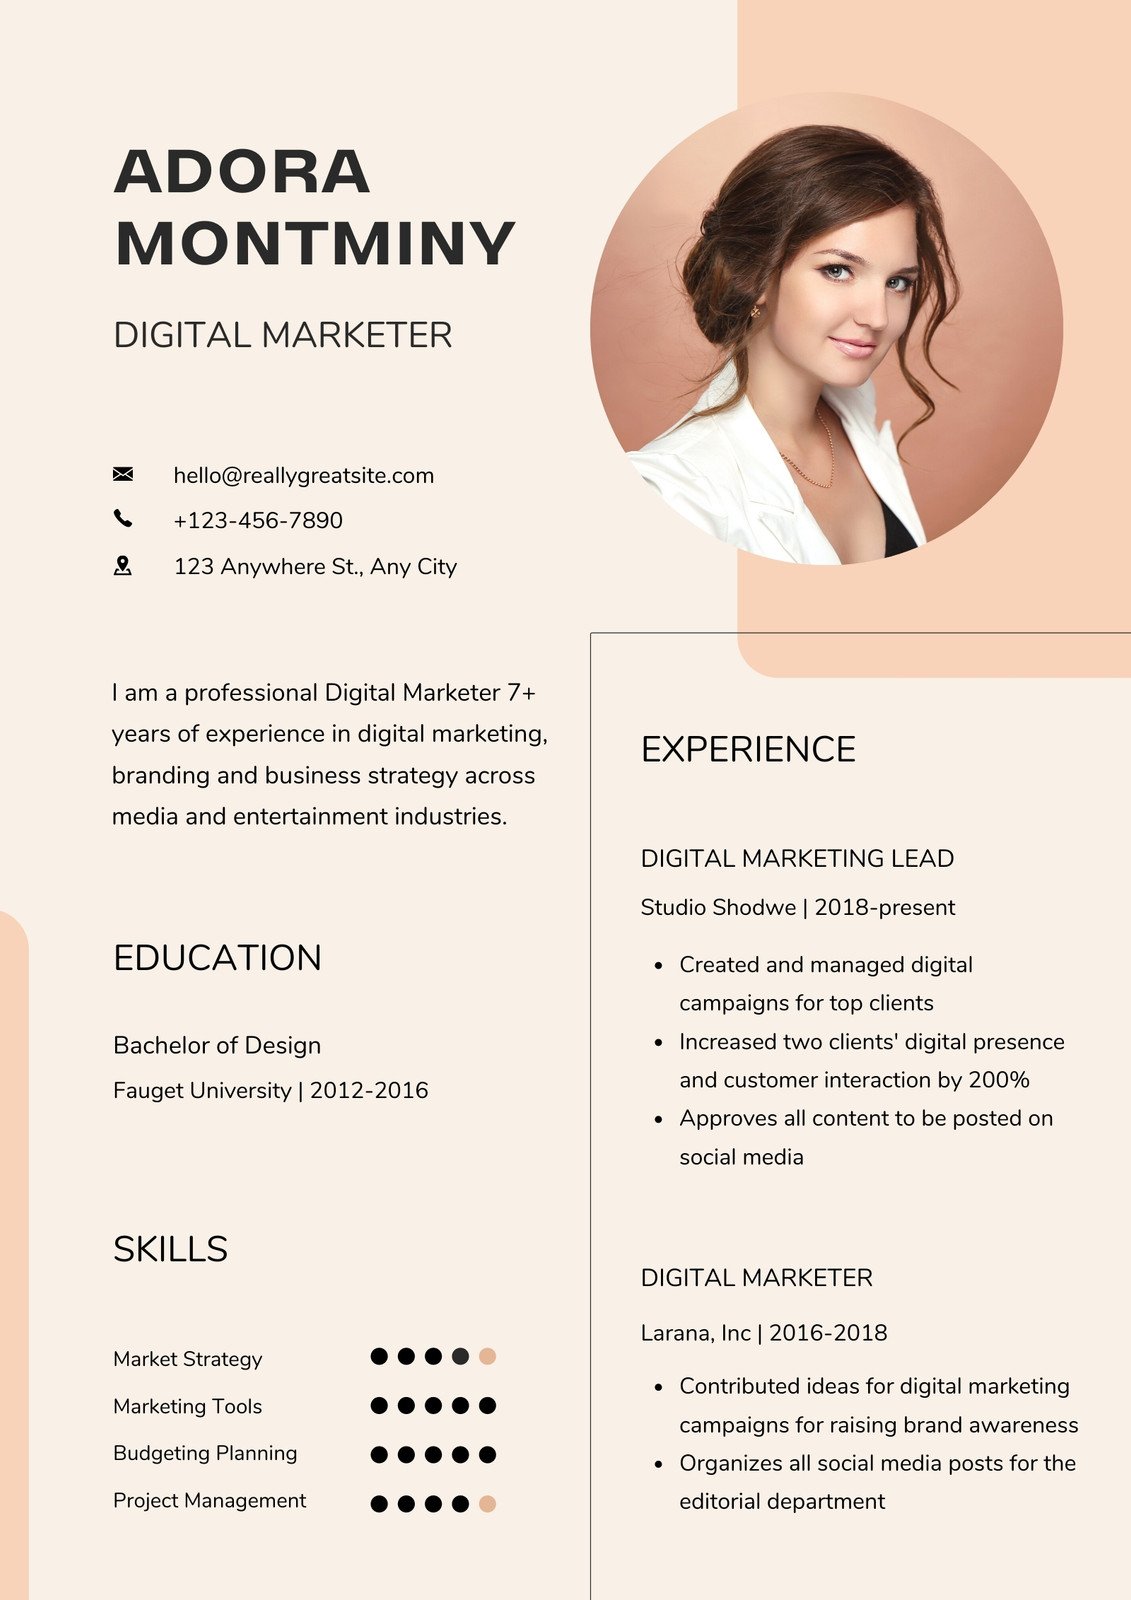 ADORA
MONTMINY
DIGITAL MARKETER
hello@reallygreatsite.com
+123-456-7890
123 Anywhere St., Any City
I am a professional Digital Marketer 7+
years of experience in digital marketing,
branding and business strategy across
media and entertainment industries.
EDUCATION
Bachelor of Design
Fauget University | 2012-2016
SKILLS
Market Strategy
Marketing Tools
Budgeting Planning
Project Management
EXPERIENCE
DIGITAL MARKETING LEAD
Studio Shodwe | 2018-present
• Created and managed digital
campaigns for top clients
• Increased two clients' digital presence
and customer interaction by 200%
• Approves all content to be posted on
social media
DIGITAL MARKETER
Larana, Inc | 2016-2018
• Contributed ideas for digital marketing
campaigns for raising brand awareness
• Organizes all social media posts for the
editorial department